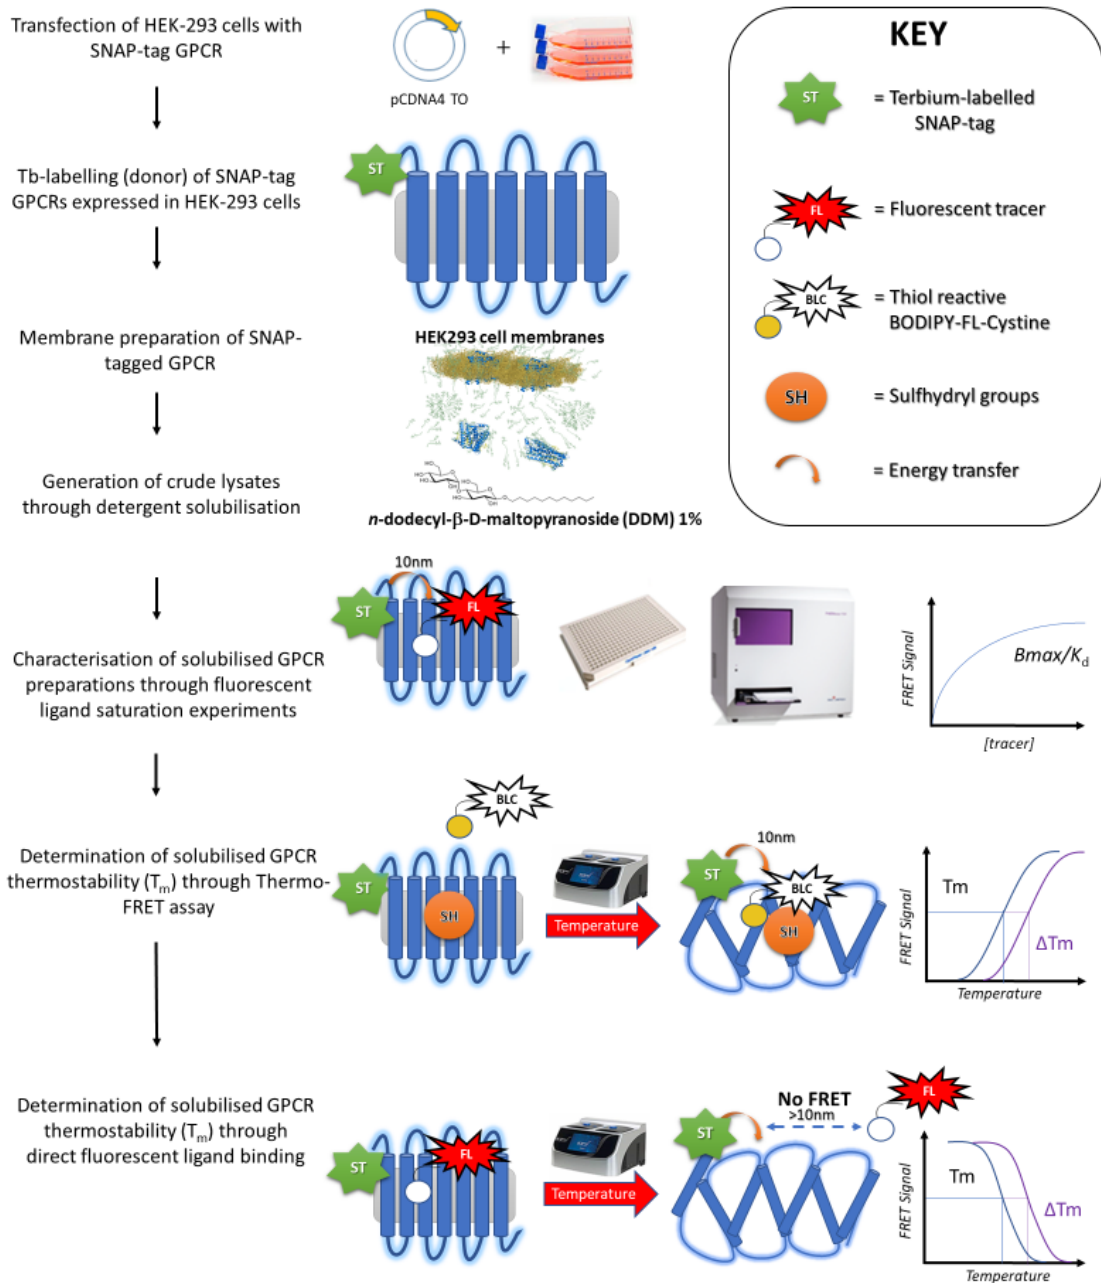 Transfection of HEK-293 cells with
SNAP-tag GPCR
pCDNA4 TO
+
KEY
ST
= Terbium-labelled
SNAP-tag
FL
= Fluorescent tracer
BLC
= Thiol reactive
BODIPY-FL-Cystine
SH
= Sulfhydryl groups
= Energy transfer
Tb-labelling (donor) of SNAP-tag
GPCRs expressed in HEK-293 cells
ST
Membrane preparation of SNAP-
tagged GPCR
HEK293 cell membranes
Generation of crude lysates
through detergent solubilisation
HO
OH
O
n-dodecyl-β-D-maltopyranoside (DDM) 1%
Characterisation of solubilised GPCR
preparations through fluorescent
ligand saturation experiments
10nm
ST
FL
FRET Signal
Bmax/Kd
[tracer]
Determination of solubilised GPCR
thermostability (Tm) through Thermo-
FRET assay
BLC
ST
SH
Temperature
10nm
ST
BLC
SH
FRET Signal
Tm
ΔTm
Temperature
Determination of solubilised GPCR
thermostability (Tm) through
direct fluorescent ligand binding
ST
FL
Temperature
No FRET
>10nm
ST
FL
FRET Signal
Tm
ΔTm
Temperature